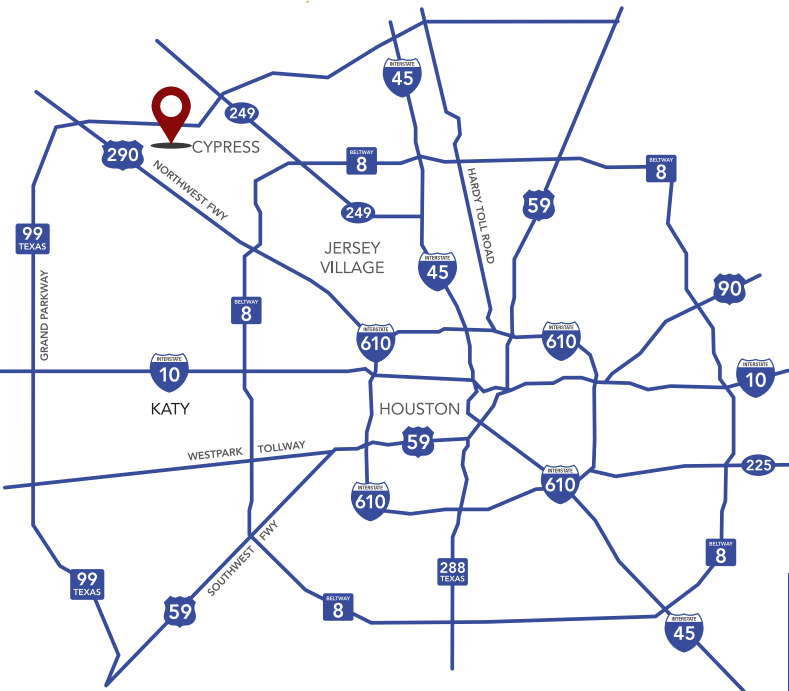 INTERSTATE
45
249
CYPRESS
290
BELTWAY
8
BELTWAY
8
NORTHWEST FWY
HARDY TOLL ROAD
59
249
99
TEXAS
JERSEY
VILLAGE
INTERSTATE
45
90
GRAND PARKWAY
BELTWAY
8
INTERSTATE
610
INTERSTATE
610
INTERSTATE
10
INTERSTATE
10
KATY
HOUSTON
59
WESTPARK TOLLWAY
225
INTERSTATE
610
INTERSTATE
610
SOUTHWEST FWY
BELTWAY
8
99
TEXAS
288
TEXAS
59
BELTWAY
8
INTERSTATE
45